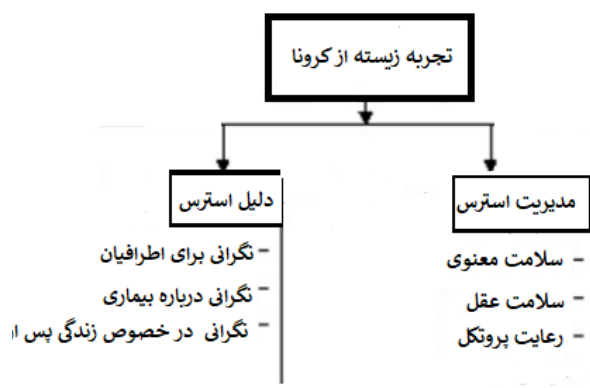 تجربه زیسته از کرونا
مدیریت استرس
- سلامت معنوی
- سلامت عقل
- رعایت پروتکل
دلیل استرس
- نگرانی برای اطرافیان
- نگرانی درباره بیماری
- نگرانی در خصوص زندگی پس